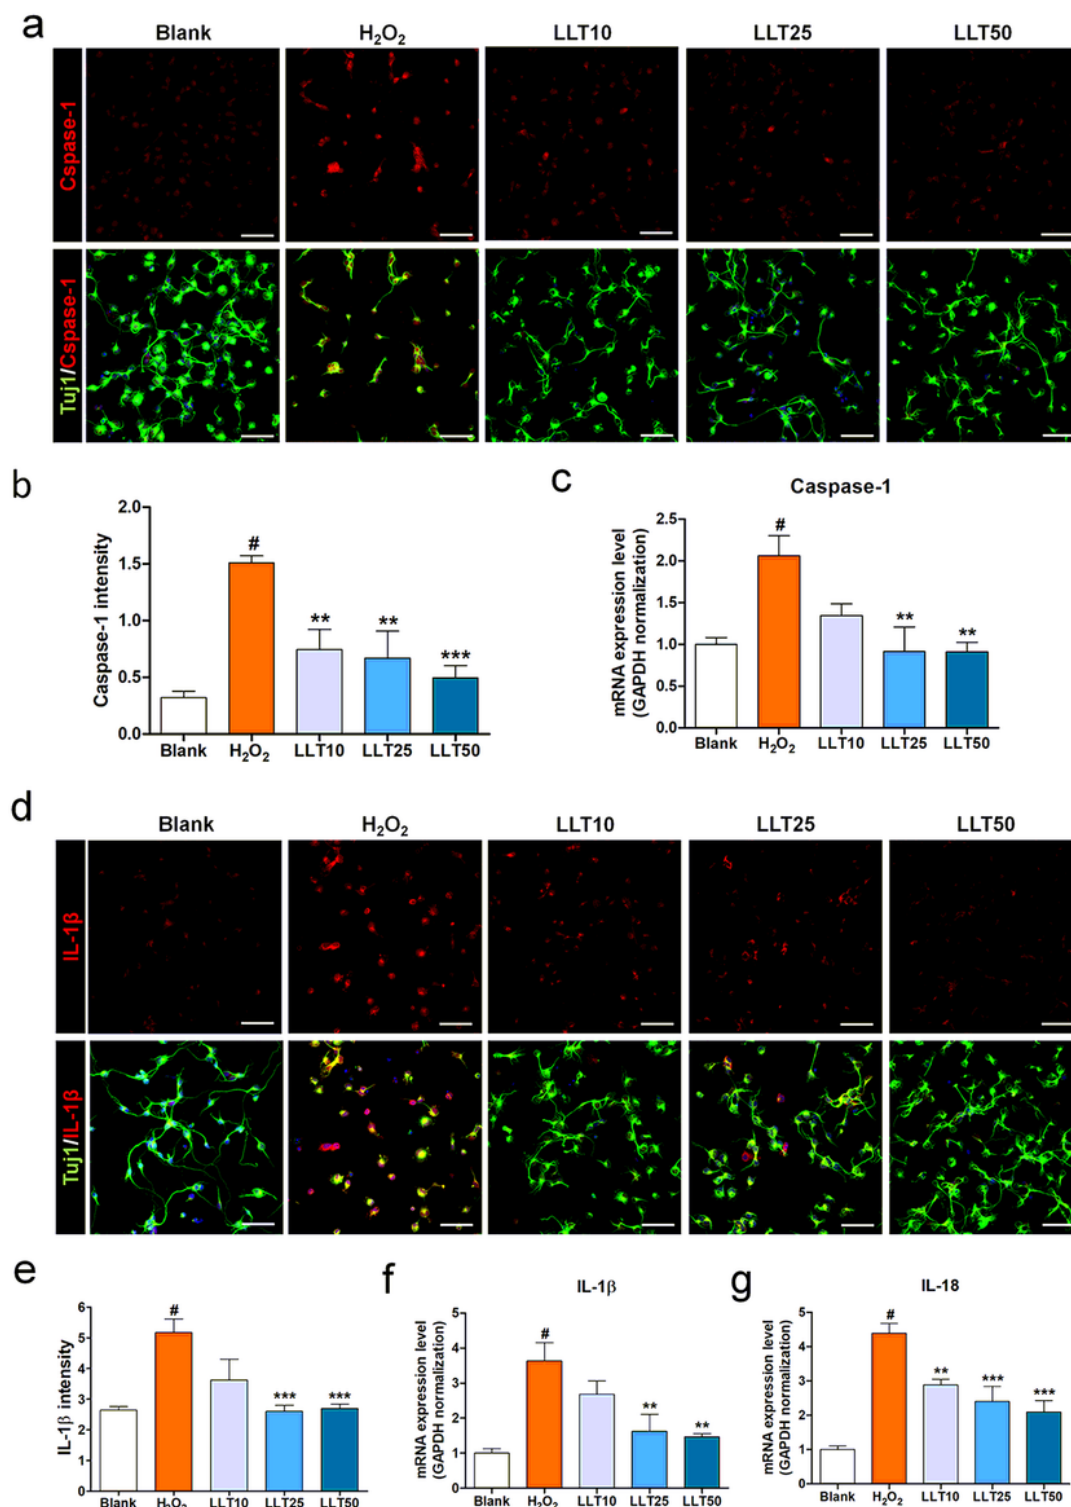 a
Blank H₂O₂ LLT10 LLT25 LLT50
Cspase-1
Tuj1/Cspase-1
b
Caspase-1 intensity
2.0
1.5
1.0
0.5
0.0
#
**
**
***
Blank H₂O₂ LLT10 LLT25 LLT50
c
Caspase-1
mRNA expression level
(GAPDH normalization)
2.5
2.0
1.5
1.0
0.5
0.0
#
**
**
Blank H₂O₂ LLT10 LLT25 LLT50
d
Blank H₂O₂ LLT10 LLT25 LLT50
IL-1β
Tuj1/IL-1β
e
IL-1β intensity
6
5
4
3
2
1
0
#
***
***
Blank H₂O₂ LLT10 LLT25 LLT50
f
IL-1β
mRNA expression level
(GAPDH normalization)
5
4
3
2
1
0
#
**
**
Blank H₂O₂ LLT10 LLT25 LLT50
g
IL-18
mRNA expression level
(GAPDH normalization)
5
4
3
2
1
0
#
**
***
***
Blank H₂O₂ LLT10 LLT25 LLT50